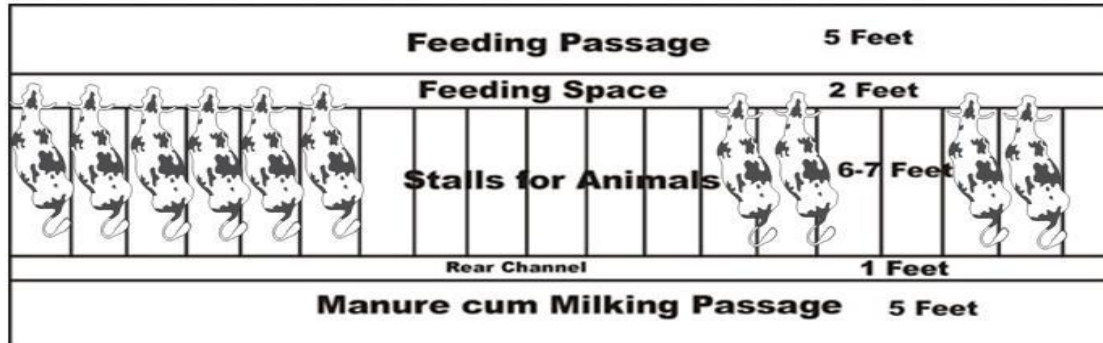 Feeding Passage 5 Feet
Feeding Space 2 Feet
Stalls for Animals 6-7 Feet
Rear Channel 1 Feet
Manure cum Milking Passage 5 Feet